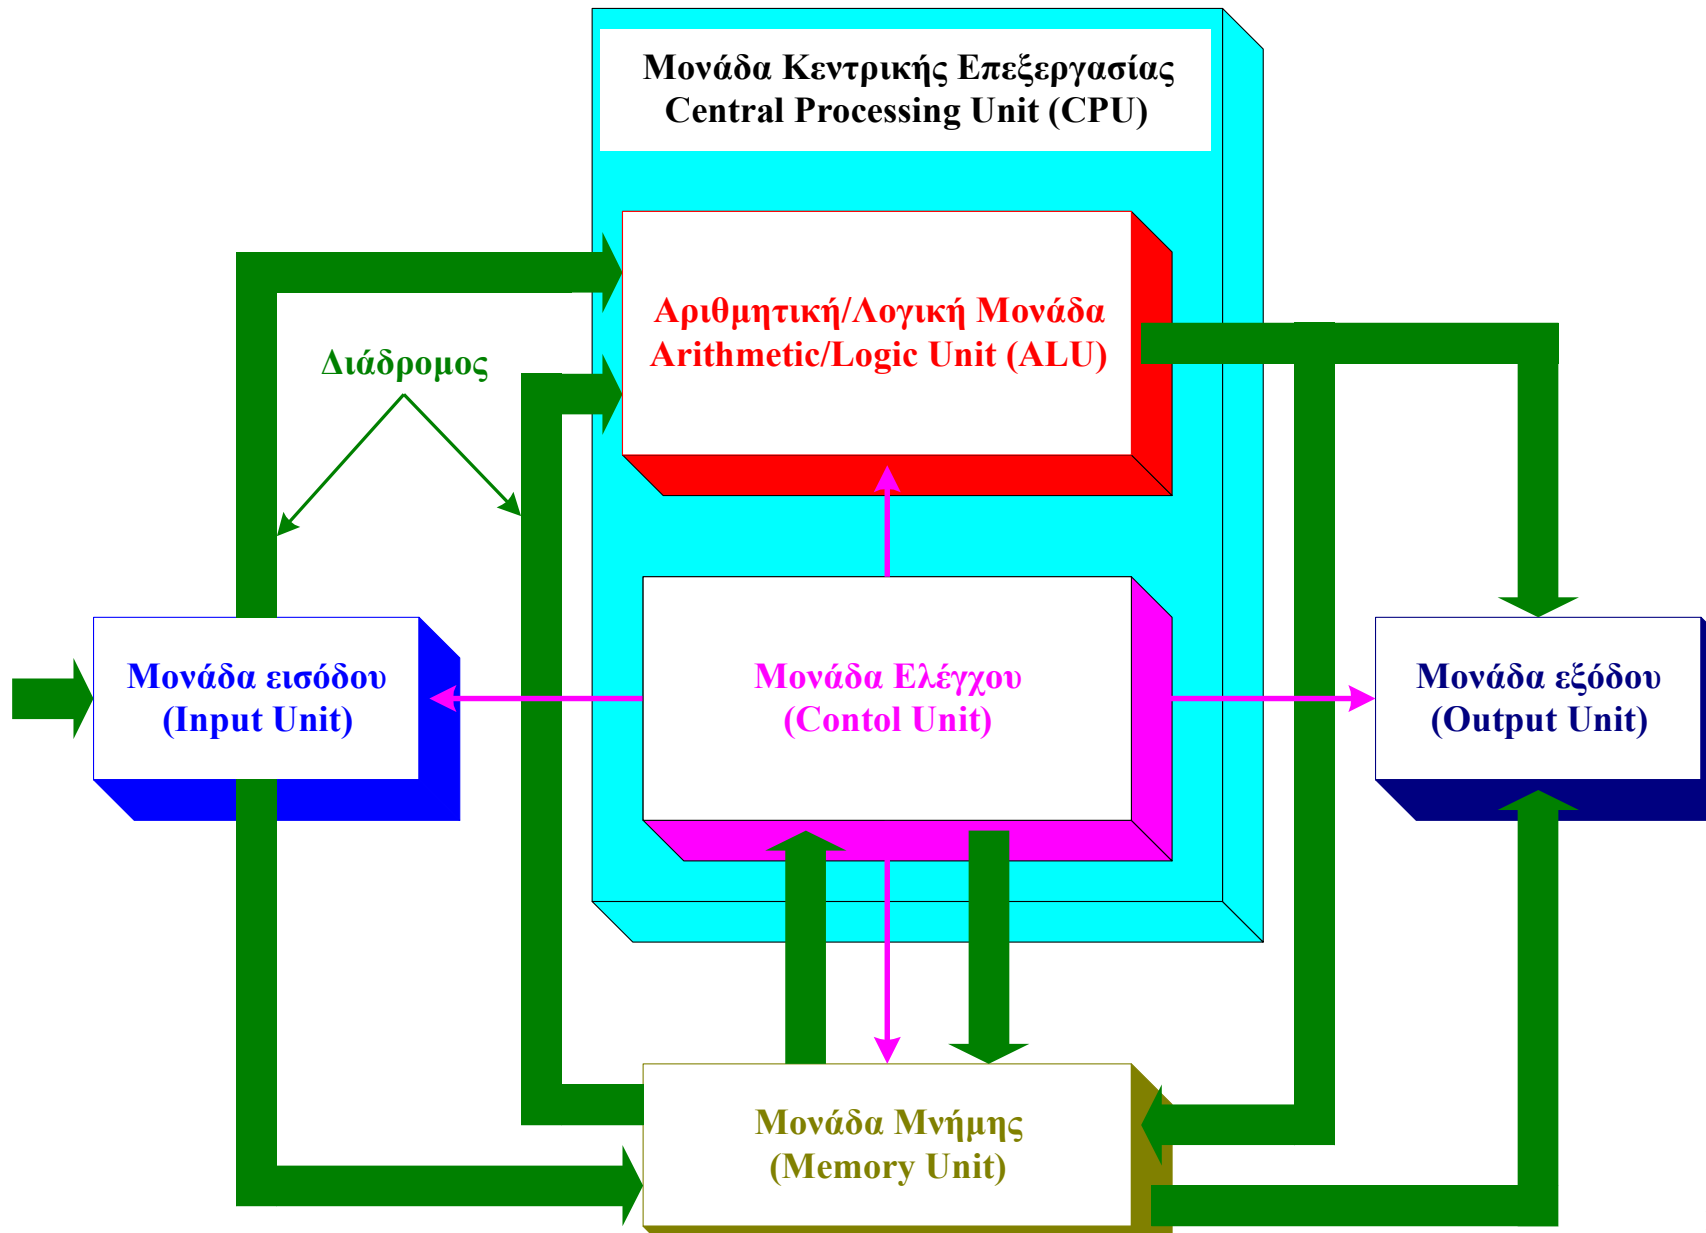 Μονάδα Κεντρικής Επεξεργασίας
Central Processing Unit (CPU)
Αριθμητική/Λογική Μονάδα
Arithmetic/Logic Unit (ALU)
Διάδρομος
Μονάδα εισόδου
(Input Unit)
Μονάδα Ελέγχου
(Contol Unit)
Μονάδα εξόδου
(Output Unit)
Μονάδα Μνήμης
(Memory Unit)